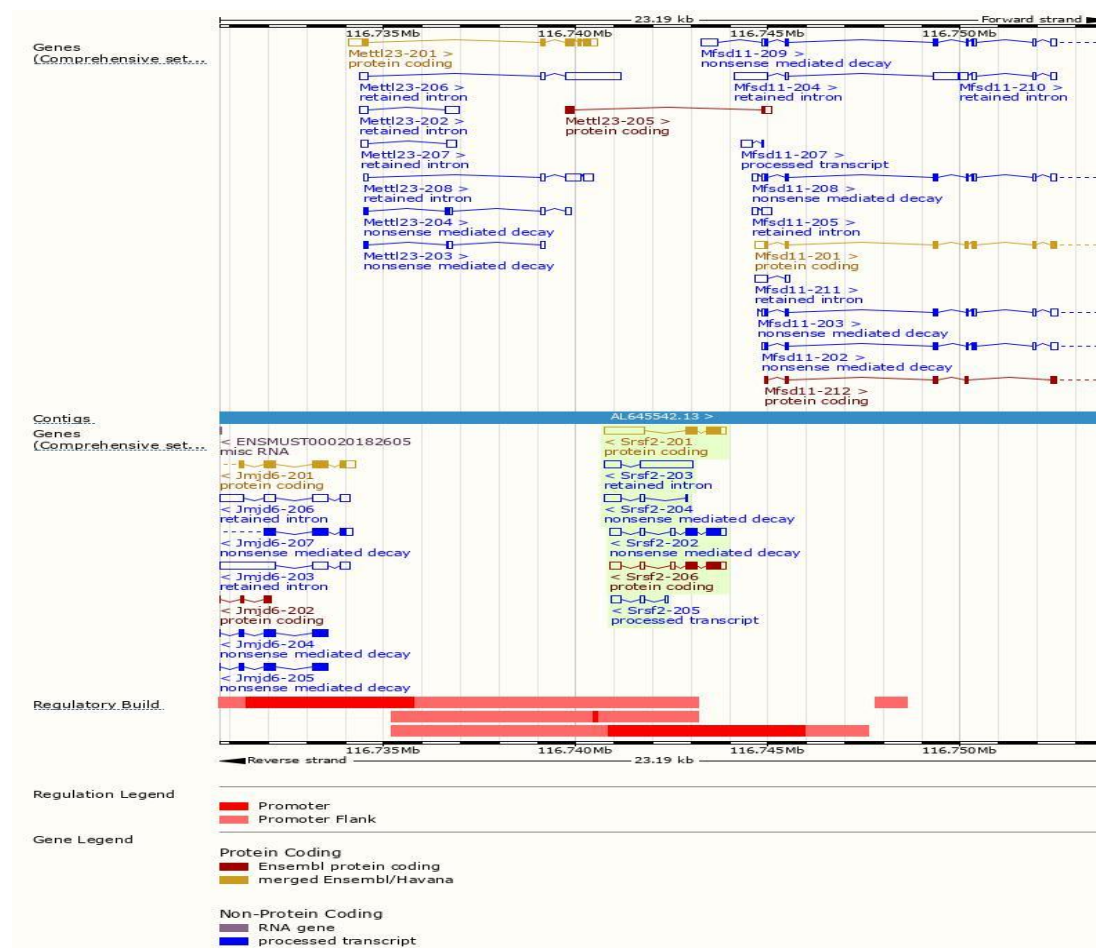 23.19 kb Forward strand
116.735Mb 116.740Mb 116.745Mb 116.750Mb
Genes
(Comprehensive set...
Mettl23-201 > Mfsd11-209 >
protein coding nonsense mediated decay
Mettl23-206 > Mfsd11-204 > Mfsd11-210 >
retained intron retained intron retained intron
Mettl23-202 > Mettl23-205 >
retained intron protein coding
Mettl23-207 > Mfsd11-207 >
retained intron processed transcript
Mettl23-208 > Mfsd11-208 >
retained intron nonsense mediated decay
Mettl23-204 > Mfsd11-205 >
nonsense mediated decay retained intron
Mettl23-203 > Mfsd11-201 >
nonsense mediated decay protein coding
Mfsd11-211 >
retained intron
Mfsd11-203 >
nonsense mediated decay
Mfsd11-202 >
nonsense mediated decay
Mfsd11-212 >
protein coding
Contigs AL645542.13 >
Genes
(Comprehensive set...
< ENSMUST00020182605 < Srsf2-201
misc RNA protein coding
< Jmjd6-201 < Srsf2-203
protein coding retained intron
< Jmjd6-206 < Srsf2-204
retained intron nonsense mediated decay
< Jmjd6-207 < Srsf2-202
nonsense mediated decay nonsense mediated decay
< Jmjd6-203 < Srsf2-206
retained intron protein coding
< Jmjd6-202 < Srsf2-205
protein coding processed transcript
< Jmjd6-204
nonsense mediated decay
< Jmjd6-205
nonsense mediated decay
Regulatory Build
116.735Mb 116.740Mb 116.745Mb 116.750Mb
Reverse strand 23.19 kb
Regulation Legend
Promoter
Promoter Flank
Gene Legend
Protein Coding
Ensembl protein coding
merged Ensembl/Havana
Non-Protein Coding
RNA gene
processed transcript